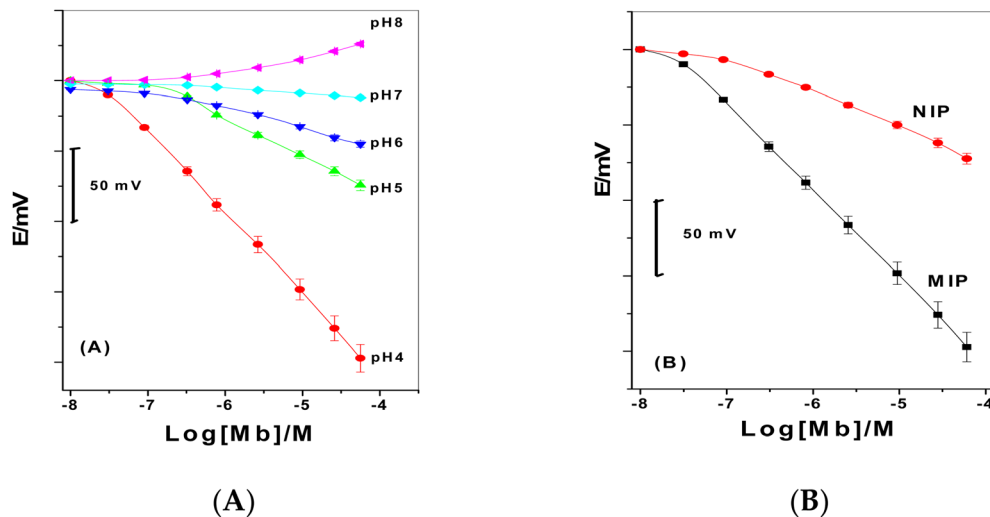 pH8
pH7
pH6
pH5
pH4
50 mV
E/mV
(A)
-8 -7 -6 -5 -4
Log[Mb]/M
(A)
NIP
MIP
50 mV
E/mV
(B)
-8 -7 -6 -5 -4
Log[Mb]/M
(B)